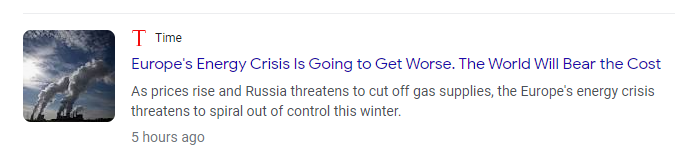 T Time
Europe's Energy Crisis Is Going to Get Worse. The World Will Bear the Cost
As prices rise and Russia threatens to cut off gas supplies, the Europe's energy crisis
threatens to spiral out of control this winter.
5 hours ago